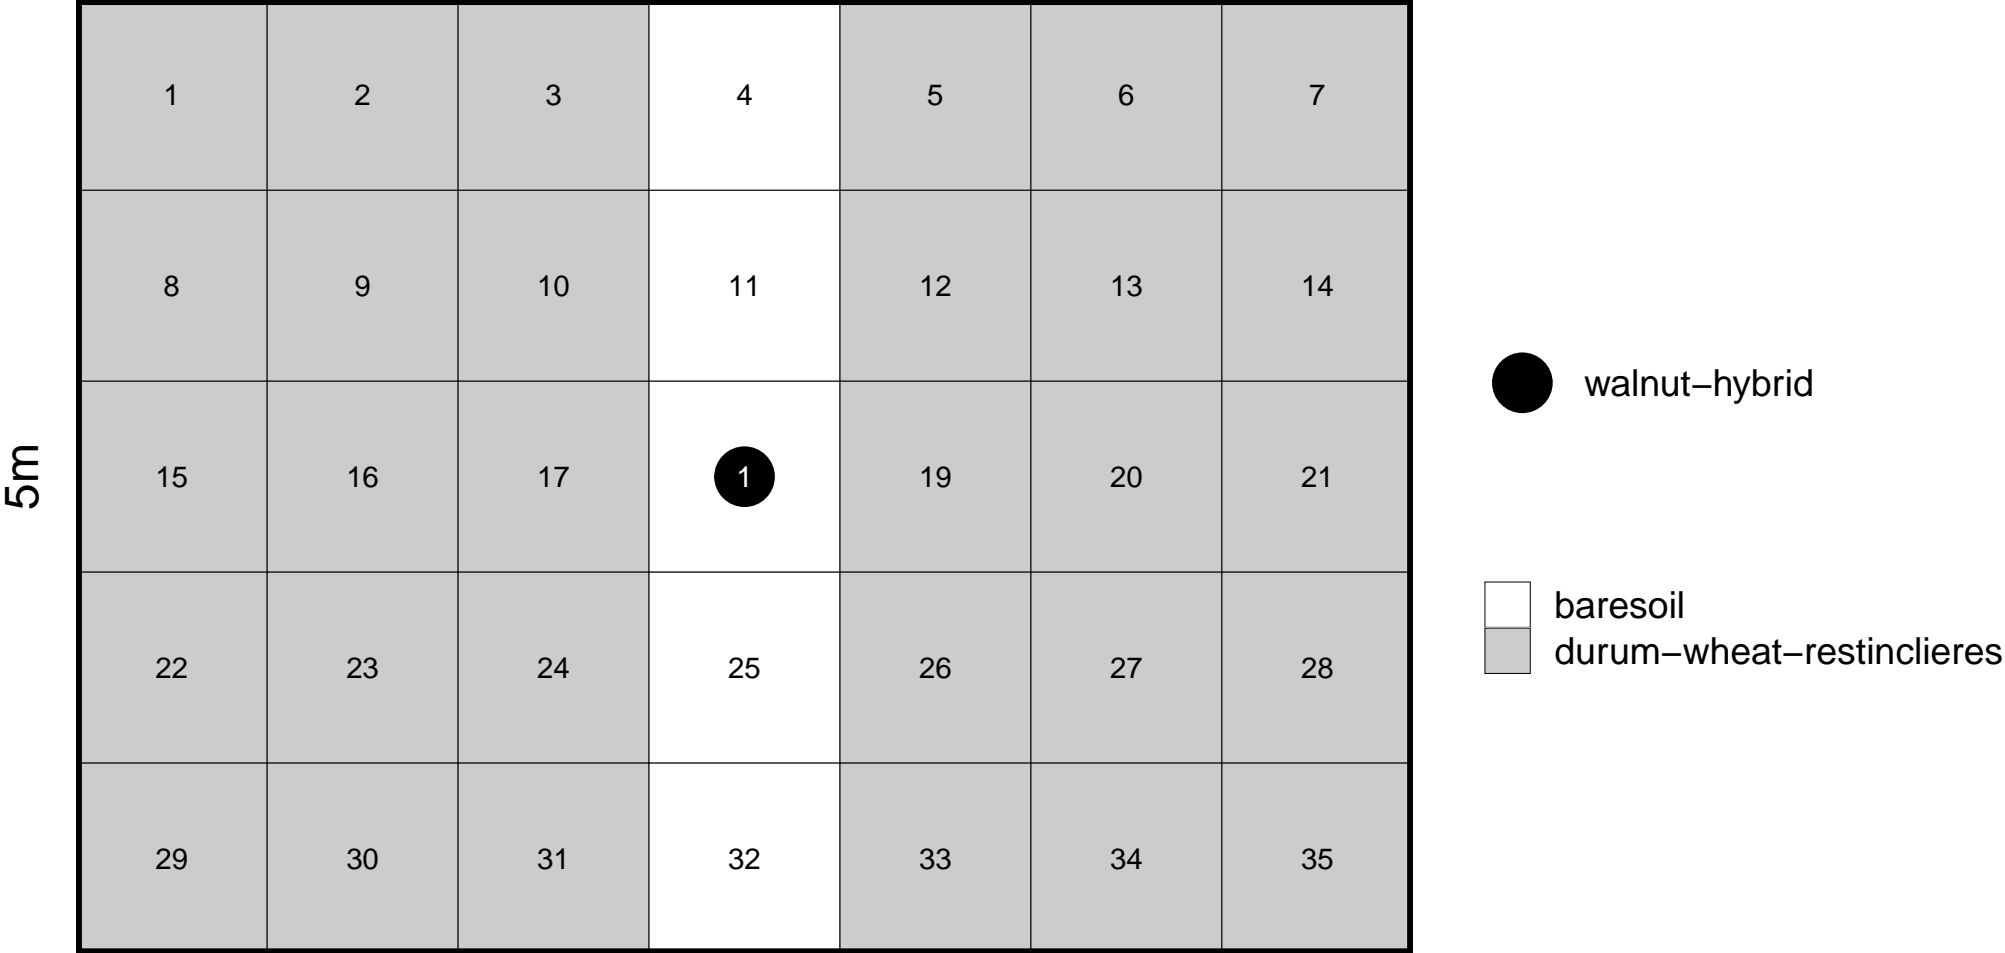 1 2 3 4 5 6 7
8 9 10 11 12 13 14
walnut−hybrid
5m
15 16 17 1 19 20 21
baresoil
durum−wheat−restinclieres
22 23 24 25 26 27 28
29 30 31 32 33 34 35